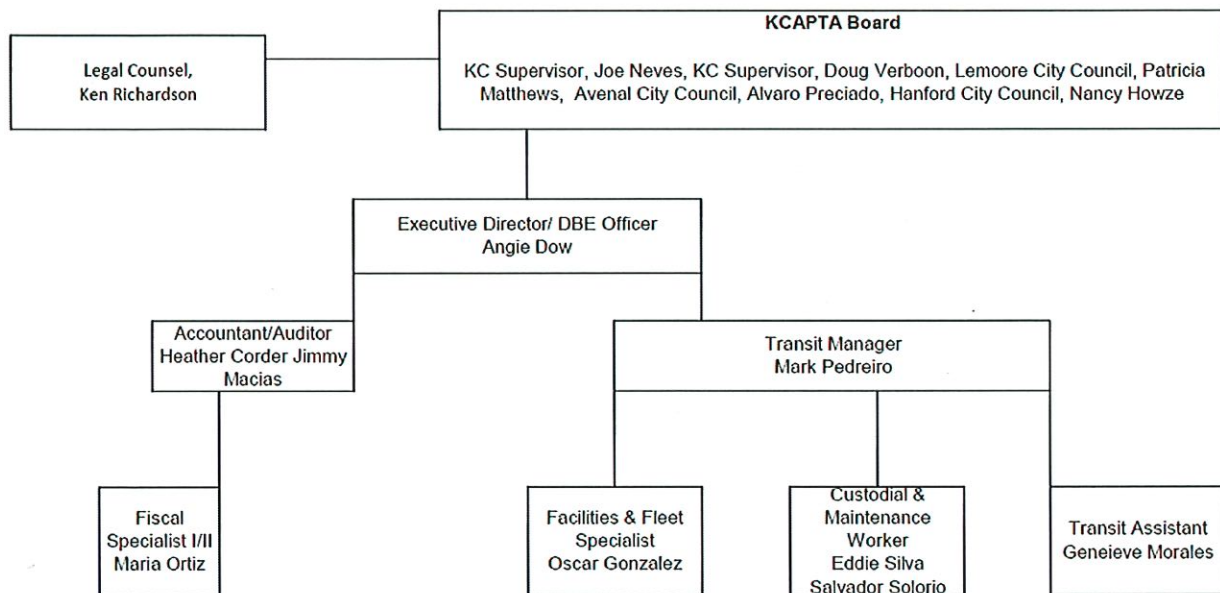 KCAPTA Board
Legal Counsel,
Ken Richardson
KC Supervisor, Joe Neves, KC Supervisor, Doug Verboon, Lemoore City Council, Patricia
Matthews, Avenal City Council, Alvaro Preciado, Hanford City Council, Nancy Howze
Executive Director/ DBE Officer
Angie Dow
Accountant/Auditor
Heather Corder Jimmy
Macias
Transit Manager
Mark Pedreiro
Fiscal
Specialist I/II
Maria Ortiz
Facilities & Fleet
Specialist
Oscar Gonzalez
Custodial &
Maintenance
Worker
Eddie Silva
Salvador Solorio
Transit Assistant
Geneieve Morales